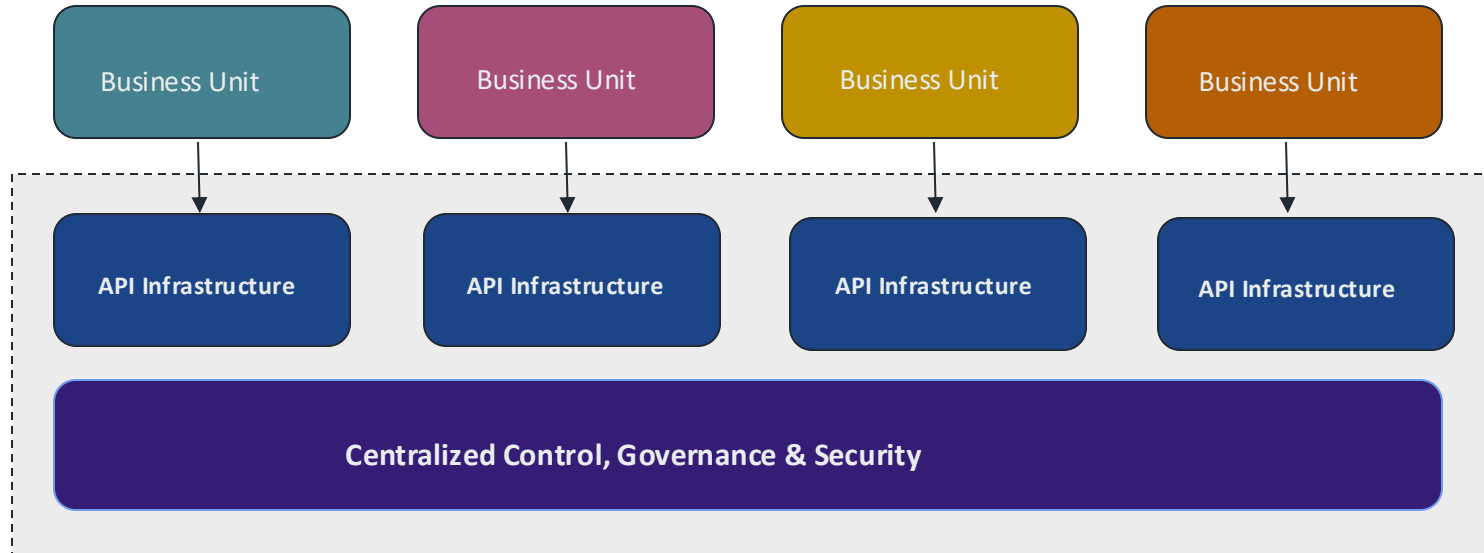 Business Unit
Business Unit
Business Unit
Business Unit
API Infrastructure
API Infrastructure
API Infrastructure
API Infrastructure
Centralized Control, Governance & Security